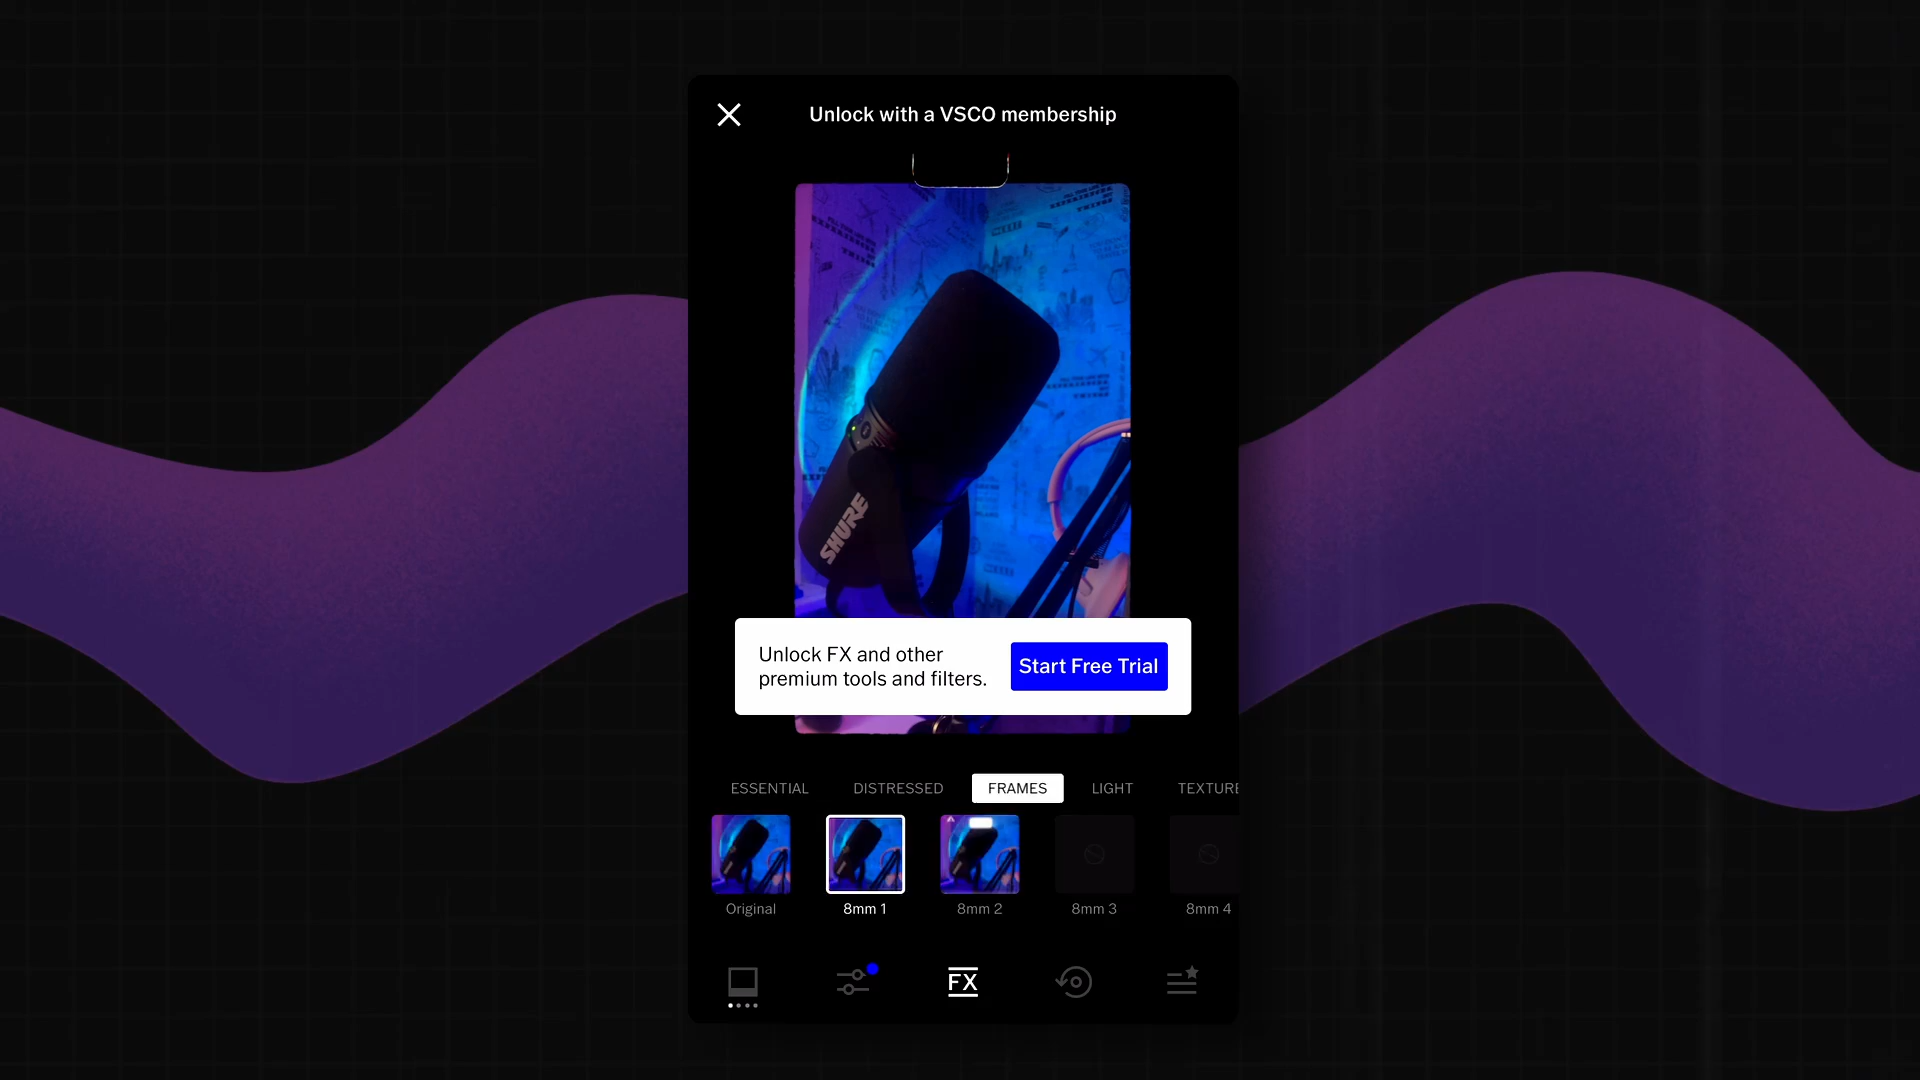 Unlock with a VSCO membership
SHURE
Unlock FX and other
premium tools and filters.
Start Free Trial
ESSENTIAL
DISTRESSED
FRAMES
LIGHT
TEXTURE
Original
8mm 1
8mm 2
8mm 3
8mm 4
FX